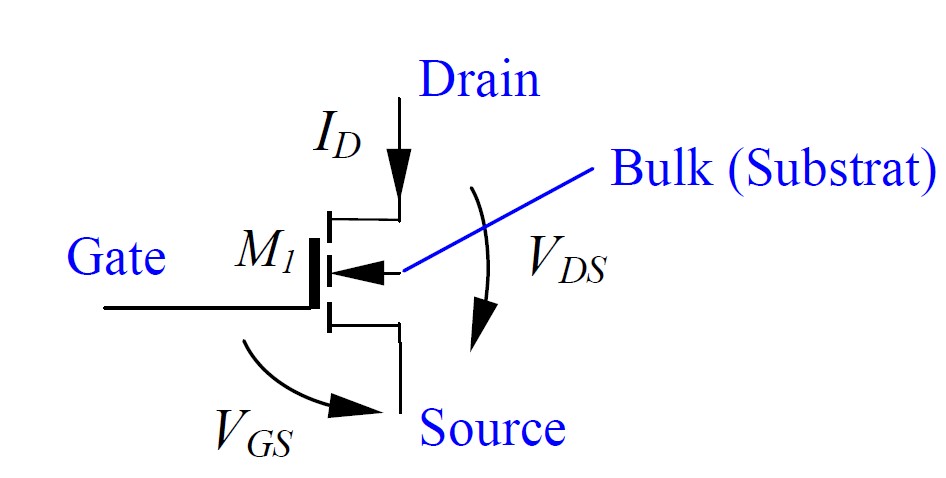 Drain
I_D
Bulk (Substrat)
Gate
M_1
V_DS
V_GS
Source